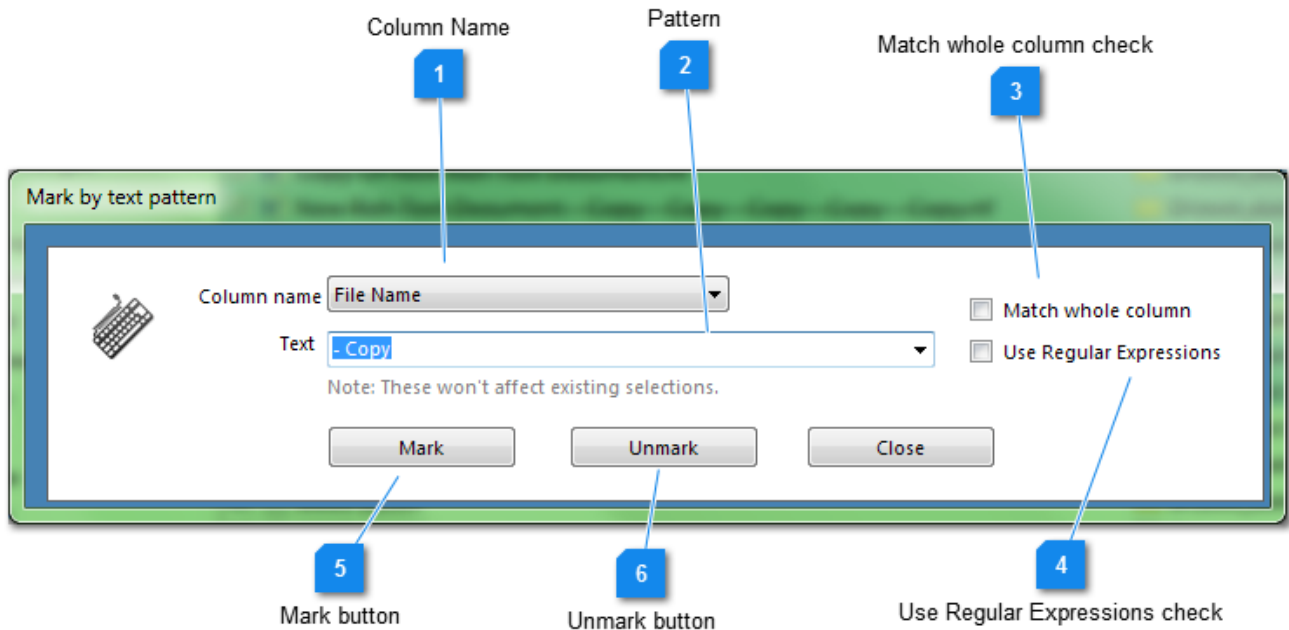 Column Name
Pattern
Match whole column check
1
2
3
Mark by text pattern
Column name File Name
Match whole column
Text - Copy
Use Regular Expressions
Note: These won't affect existing selections.
Mark Unmark Close
5
6
4
Mark button
Unmark button
Use Regular Expressions check